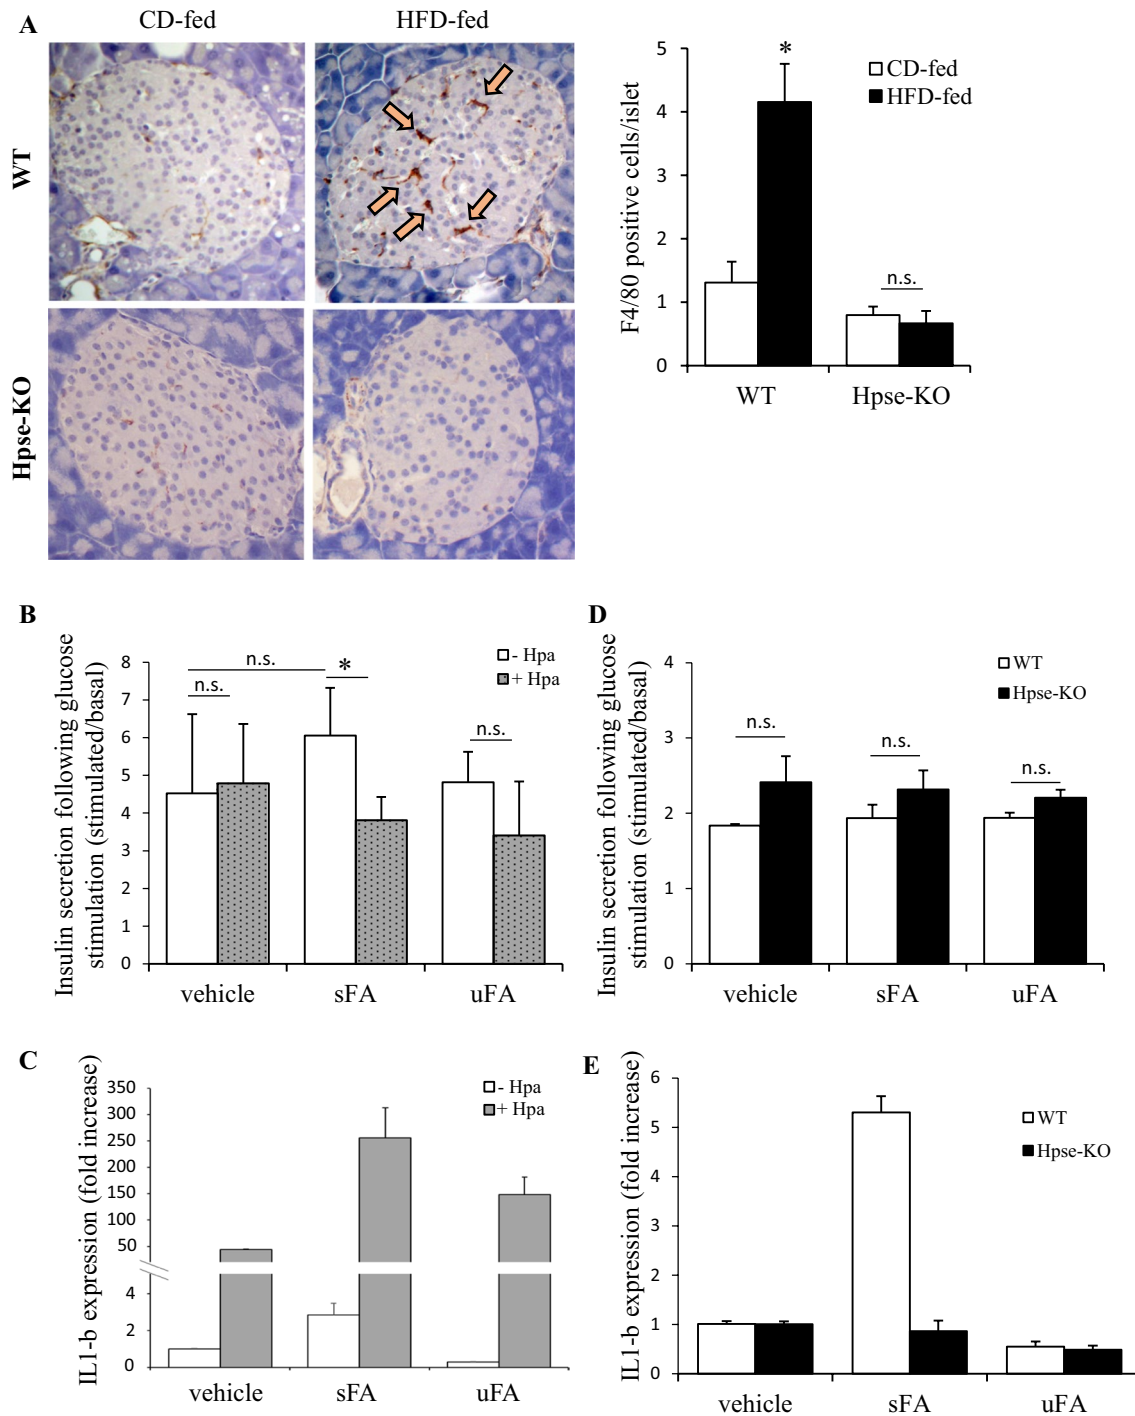 A
CD-fed
HFD-fed
WT
Hpse-KO
F4/80 positive cells/islet
5
4
3
2
1
0
*
CD-fed
HFD-fed
n.s.
WT
Hpse-KO
B
Insulin secretion following glucose
stimulation (stimulated/basal)
8
7
6
5
4
3
2
1
0
n.s.
n.s.
*
n.s.
- Hpa
+ Hpa
vehicle
sFA
uFA
D
Insulin secretion following glucose
stimulation (stimulated/basal)
4
3
2
1
0
n.s.
n.s.
n.s.
WT
Hpse-KO
vehicle
sFA
uFA
C
IL1-b expression (fold increase)
350
300
250
200
150
100
50
4
2
0
- Hpa
+ Hpa
vehicle
sFA
uFA
E
IL1-b expression (fold increase)
6
5
4
3
2
1
0
WT
Hpse-KO
vehicle
sFA
uFA